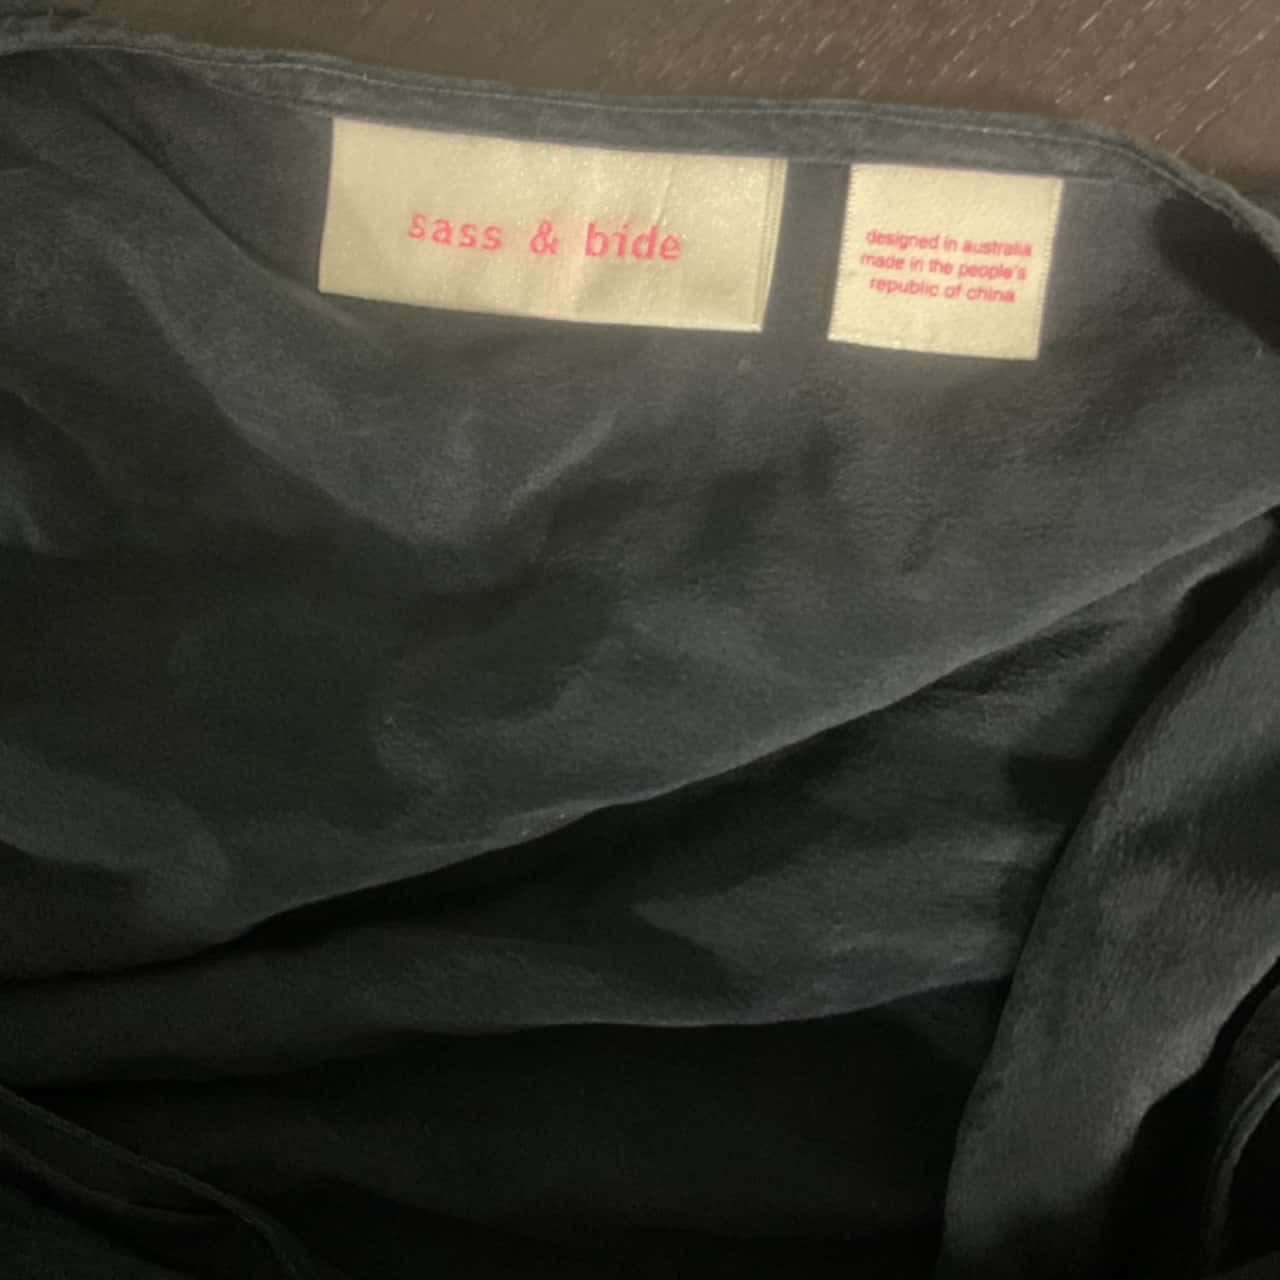 sass & bide
designed in australia
made in the people's
republic of china